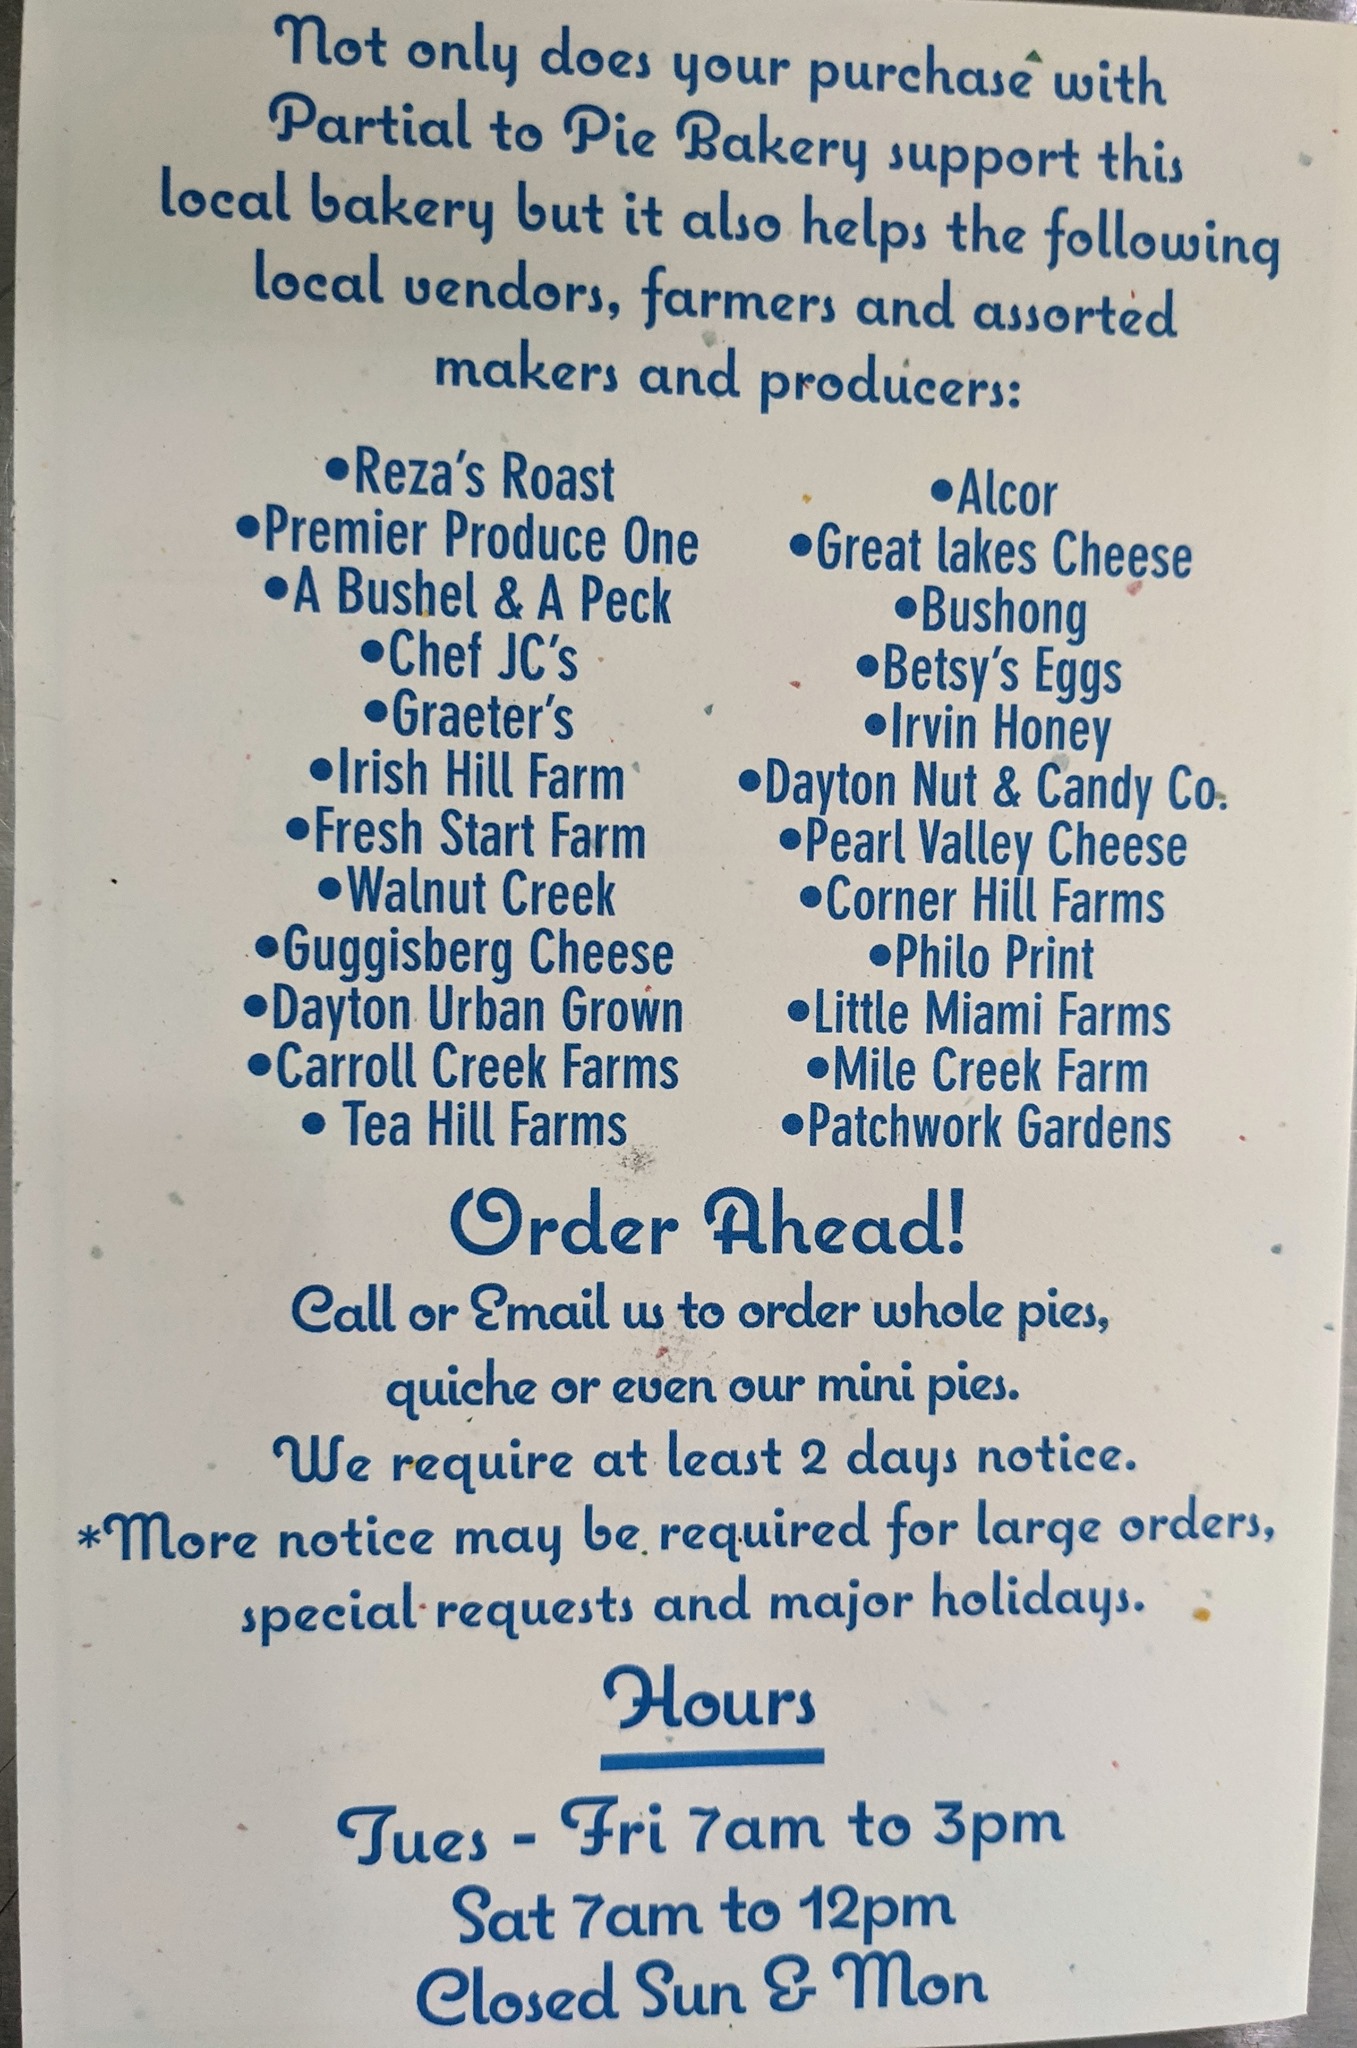 Not only does your purchase with
Partial to Pie Bakery support this
local bakery but it also helps the following
local vendors, farmers and assorted
makers and producers:
•Reza's Roast
•Premier Produce One
•A Bushel & A Peck
•Chef JC's
•Graeter's
•Irish Hill Farm
•Fresh Start Farm
•Walnut Creek
•Guggisberg Cheese
•Dayton Urban Grown
•Carroll Creek Farms
• Tea Hill Farms
•Alcor
•Great lakes Cheese
•Bushong
•Betsy's Eggs
•Irvin Honey
•Dayton Nut & Candy Co.
•Pearl Valley Cheese
•Corner Hill Farms
•Philo Print
•Little Miami Farms
•Mile Creek Farm
•Patchwork Gardens
Order Ahead!
Call or Email us to order whole pies,
quiche or even our mini pies.
We require at least 2 days notice.
*More notice may be required for large orders,
special requests and major holidays.
Hours
Tues - Fri 7am to 3pm
Sat 7am to 12pm
Closed Sun & Mon